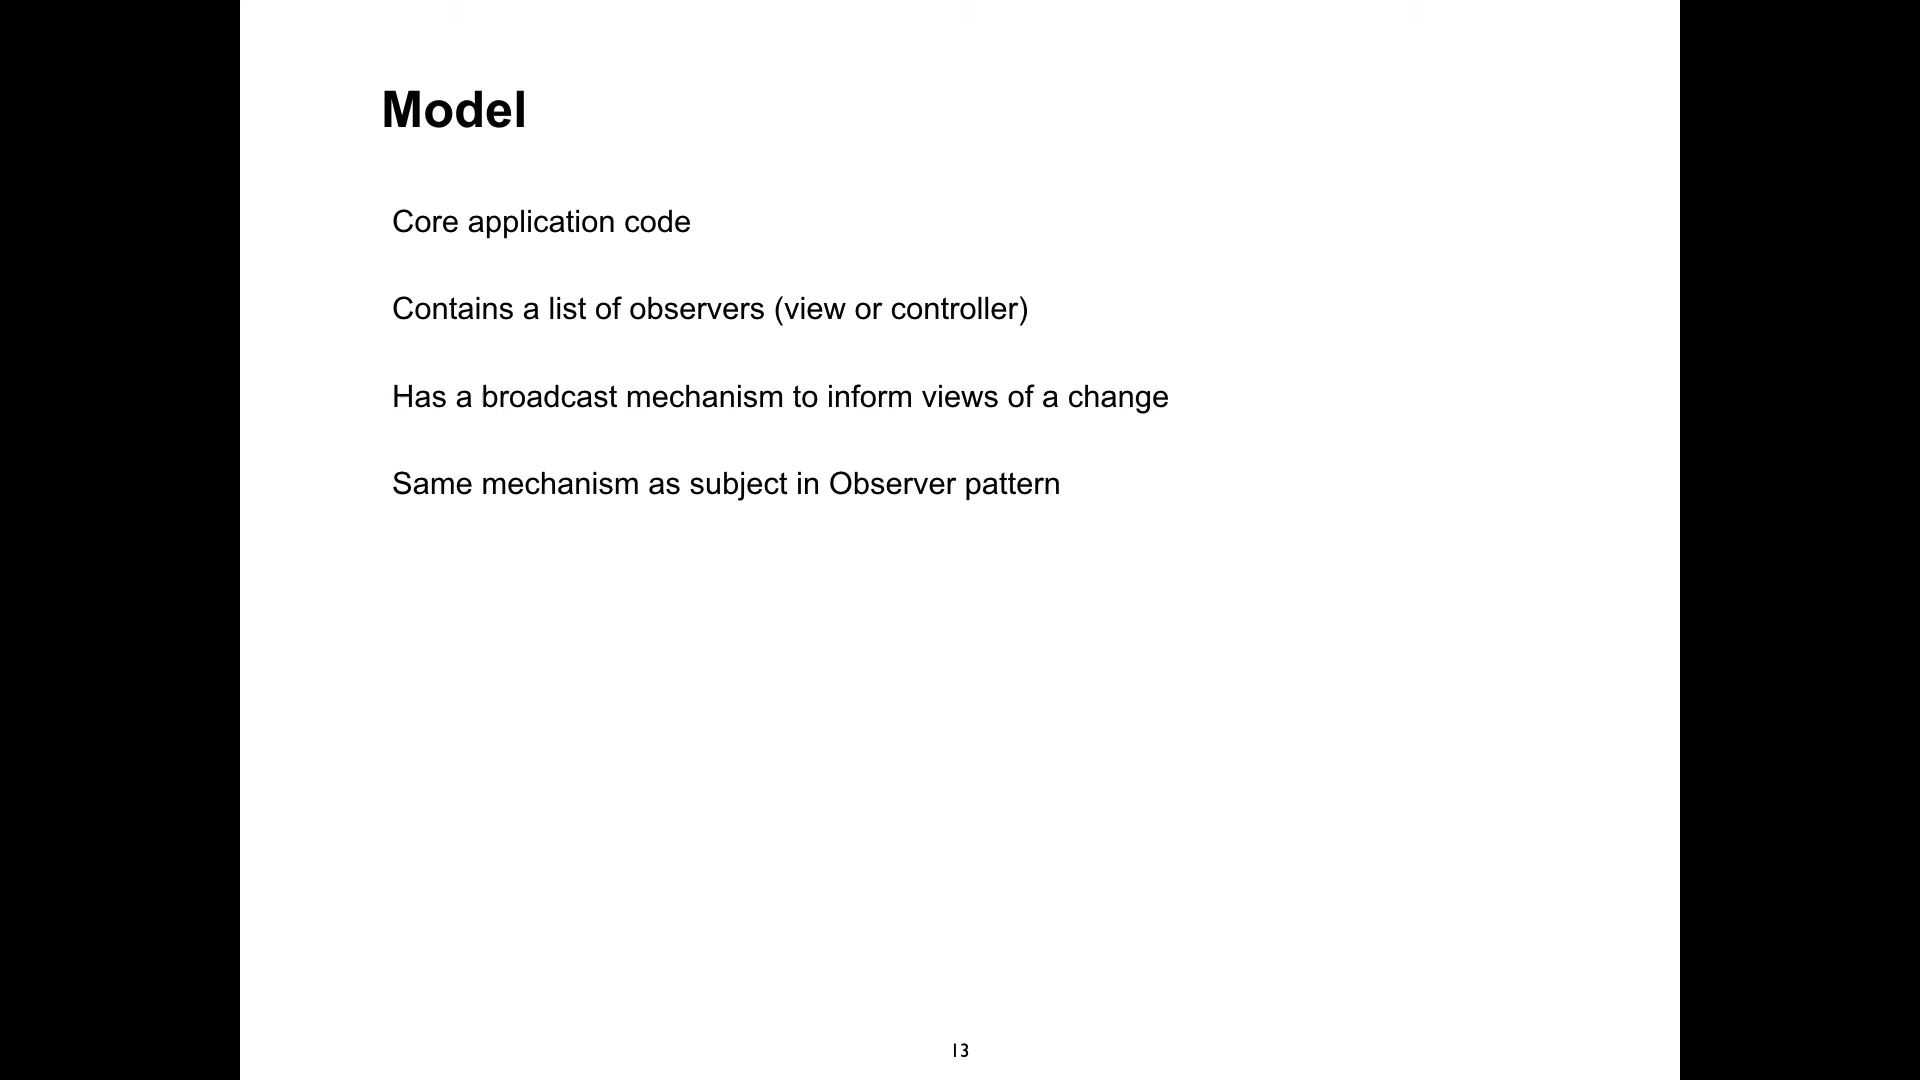 Model
Core application code
Contains a list of observers (view or controller)
Has a broadcast mechanism to inform views of a change
Same mechanism as subject in Observer pattern
13